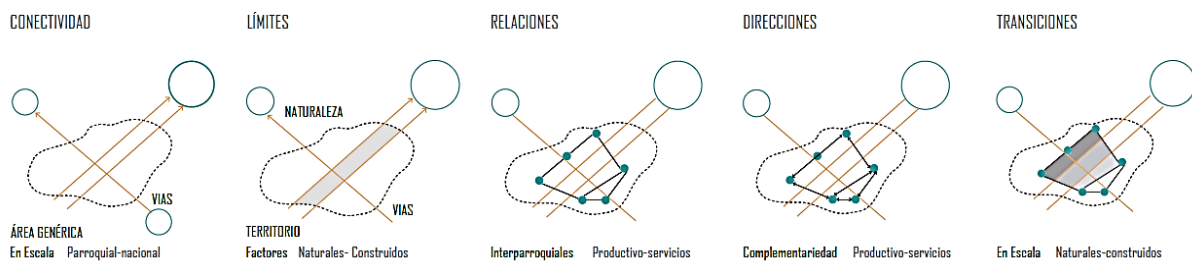 CONECTIVIDAD
VIAS
ÁREA GENÉRICA
En Escala Parroquial-nacional
LÍMITES
NATURALEZA
VIAS
TERRITORIO
Factores Naturales- Construidos
RELACIONES
Interparroquiales Productivo-servicios
DIRECCIONES
Complementariedad Productivo-servicios
TRANSICIONES
En Escala Naturales-construidos